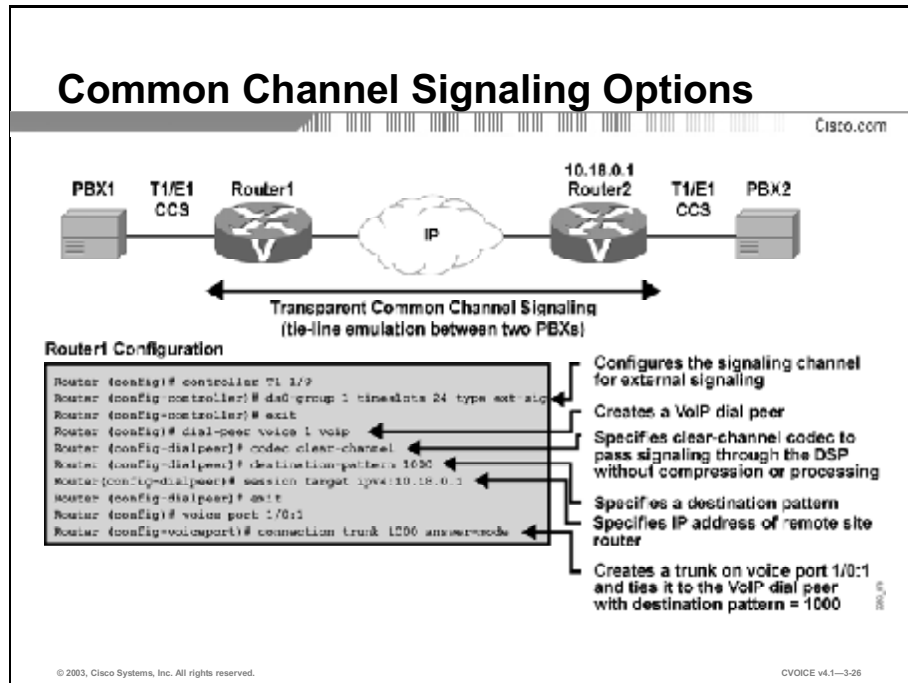 Common Channel Signaling Options
Cisco.com
PBX1
T1/E1
CCS
Router1
IP
10.18.0.1
Router2
T1/E1
CCS
PBX2
V
V
Transparent Common Channel Signaling
(tie-line emulation between two PBXs)
Router1 Configuration
Router (config)# controller T1 1/0
Router (config-controller)# ds0-group 1 timeslots 24 type ext-sig
Router (config-controller)# exit
Router (config)# dial-peer voice 1 voip
Router (config-dialpeer)# codec clear-channel
Router (config-dialpeer)# destination-pattern 1000
Router(config-dialpeer)# session target ipv4:10.18.0.1
Router (config-dialpeer)# exit
Router (config)# voice port 1/0:1
Router (config-voiceport)# connection trunk 1000 answer-mode
Configures the signaling channel
for external signaling
Creates a VoIP dial peer
Specifies clear-channel codec to
pass signaling through the DSP
without compression or processing
Specifies a destination pattern
Specifies IP address of remote site
router
Creates a trunk on voice port 1/0:1
and ties it to the VoIP dial peer
with destination pattern = 1000
© 2003, Cisco Systems, Inc. All rights reserved.
CVOICE v4.1—3-26